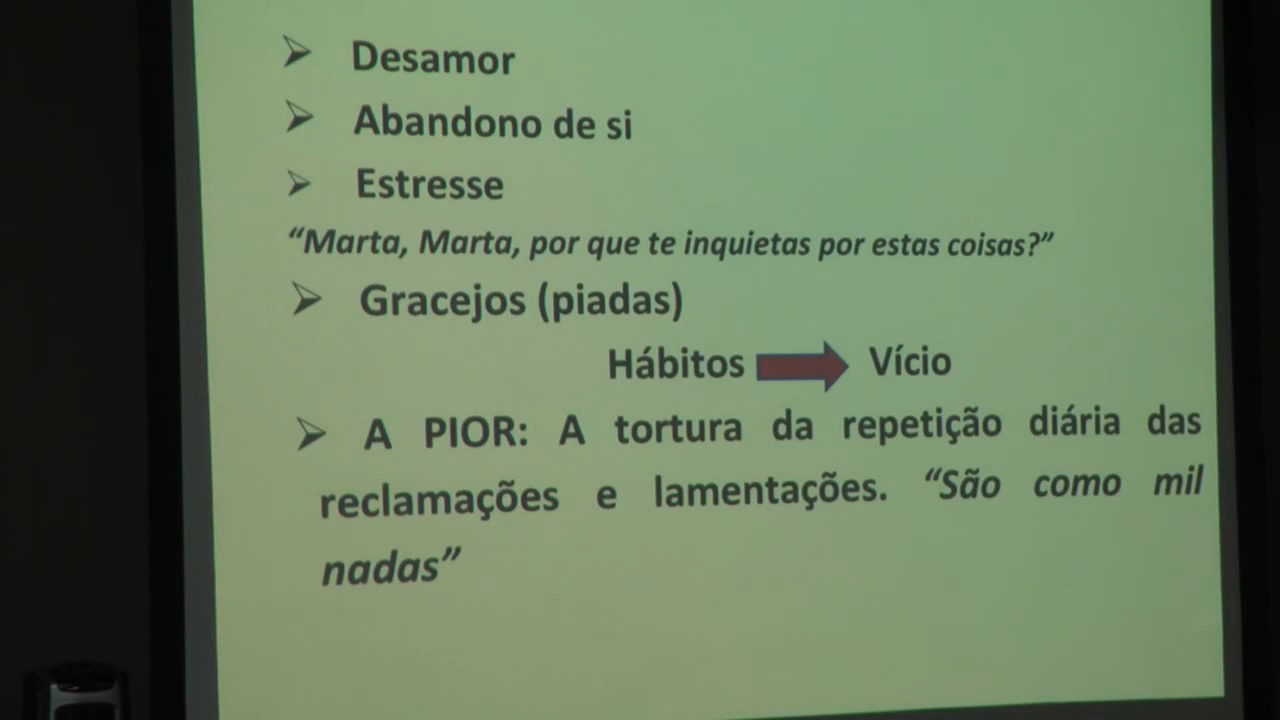 Desamor
Abandono de si
Estresse
“Marta, Marta, por que te inquietas por estas coisas?”
Gracejos (piadas)
Hábitos Vício
A PIOR: A tortura da repetição diária das
reclamações e lamentações. “São como mil
nadas”